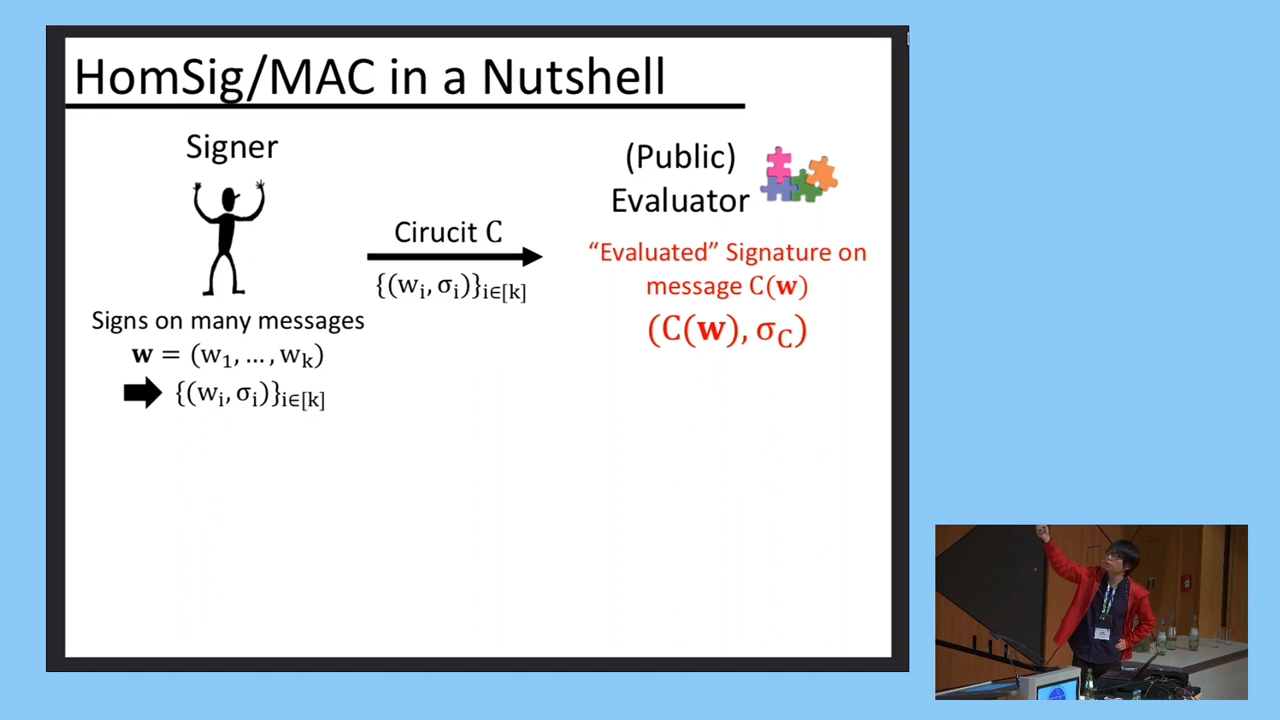 HomSig/MAC in a Nutshell
Signer
(Public)
Evaluator
Cirucit C
{(wᵢ, σᵢ)}i∈[k]
"Evaluated" Signature on
message C(w)
(C(w), σ_C)
Signs on many messages
w = (w₁, ..., wₖ)
{(wᵢ, σᵢ)}i∈[k]